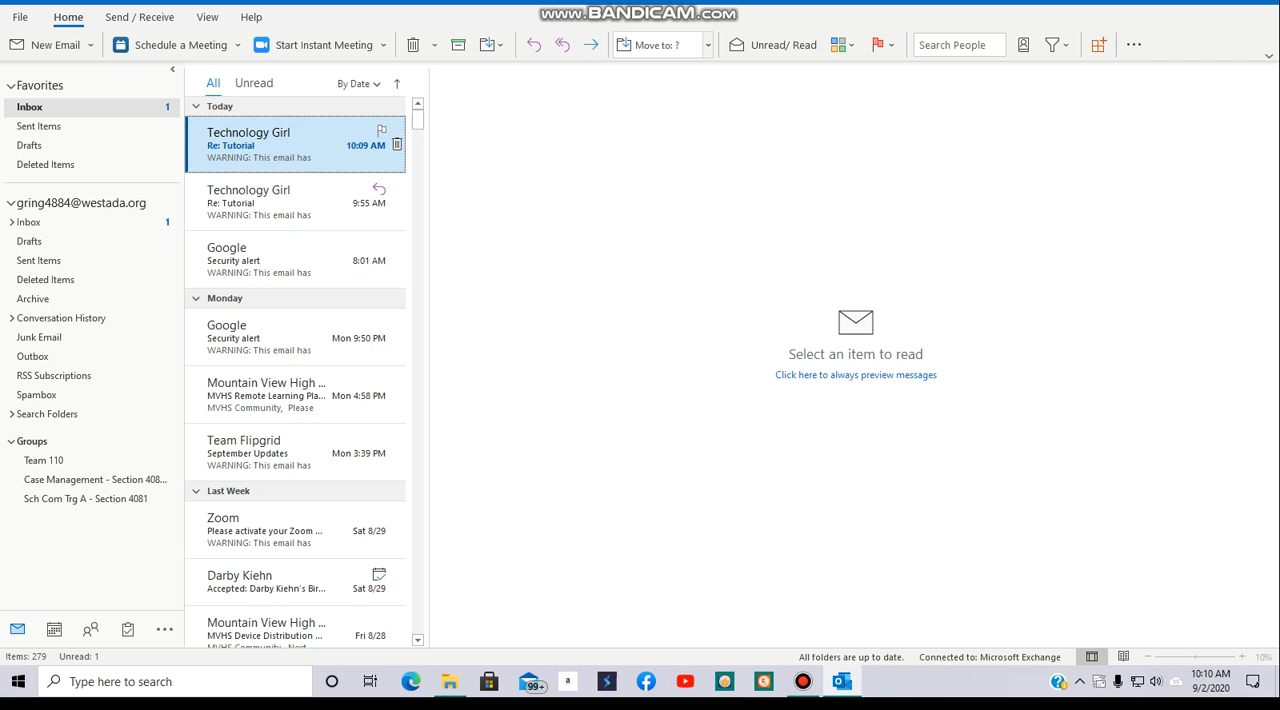 www.BANDICAM.com
File Home Send / Receive View Help
New Email Schedule a Meeting Start Instant Meeting Move to: ? Unread/ Read Search People
Favorites
Inbox 1
Sent Items
Drafts
Deleted Items
gring4884@westada.org
Inbox 1
Drafts
Sent Items
Deleted Items
Archive
Conversation History
Junk Email
Outbox
RSS Subscriptions
Spambox
Search Folders
Groups
Team 110
Case Management - Section 408...
Sch Com Trg A - Section 4081
All Unread By Date
Today
Technology Girl
Re: Tutorial 10:09 AM
WARNING: This email has
Technology Girl
Re: Tutorial 9:55 AM
WARNING: This email has
Google
Security alert 8:01 AM
WARNING: This email has
Monday
Google
Security alert Mon 9:50 PM
WARNING: This email has
Mountain View High ...
MVHS Remote Learning Pla... Mon 4:58 PM
MVHS Community, Please
Team Flipgrid
September Updates Mon 3:39 PM
WARNING: This email has
Last Week
Zoom
Please activate your Zoom ... Sat 8/29
WARNING: This email has
Darby Kiehn
Accepted: Darby Kiehn's Bir... Sat 8/29
Mountain View High ...
MVHS Device Distribution ... Fri 8/28
Select an item to read
Click here to always preview messages
Items: 279 Unread: 1 All folders are up to date. Connected to: Microsoft Exchange 10%
Type here to search 99+ a 10:10 AM
9/2/2020